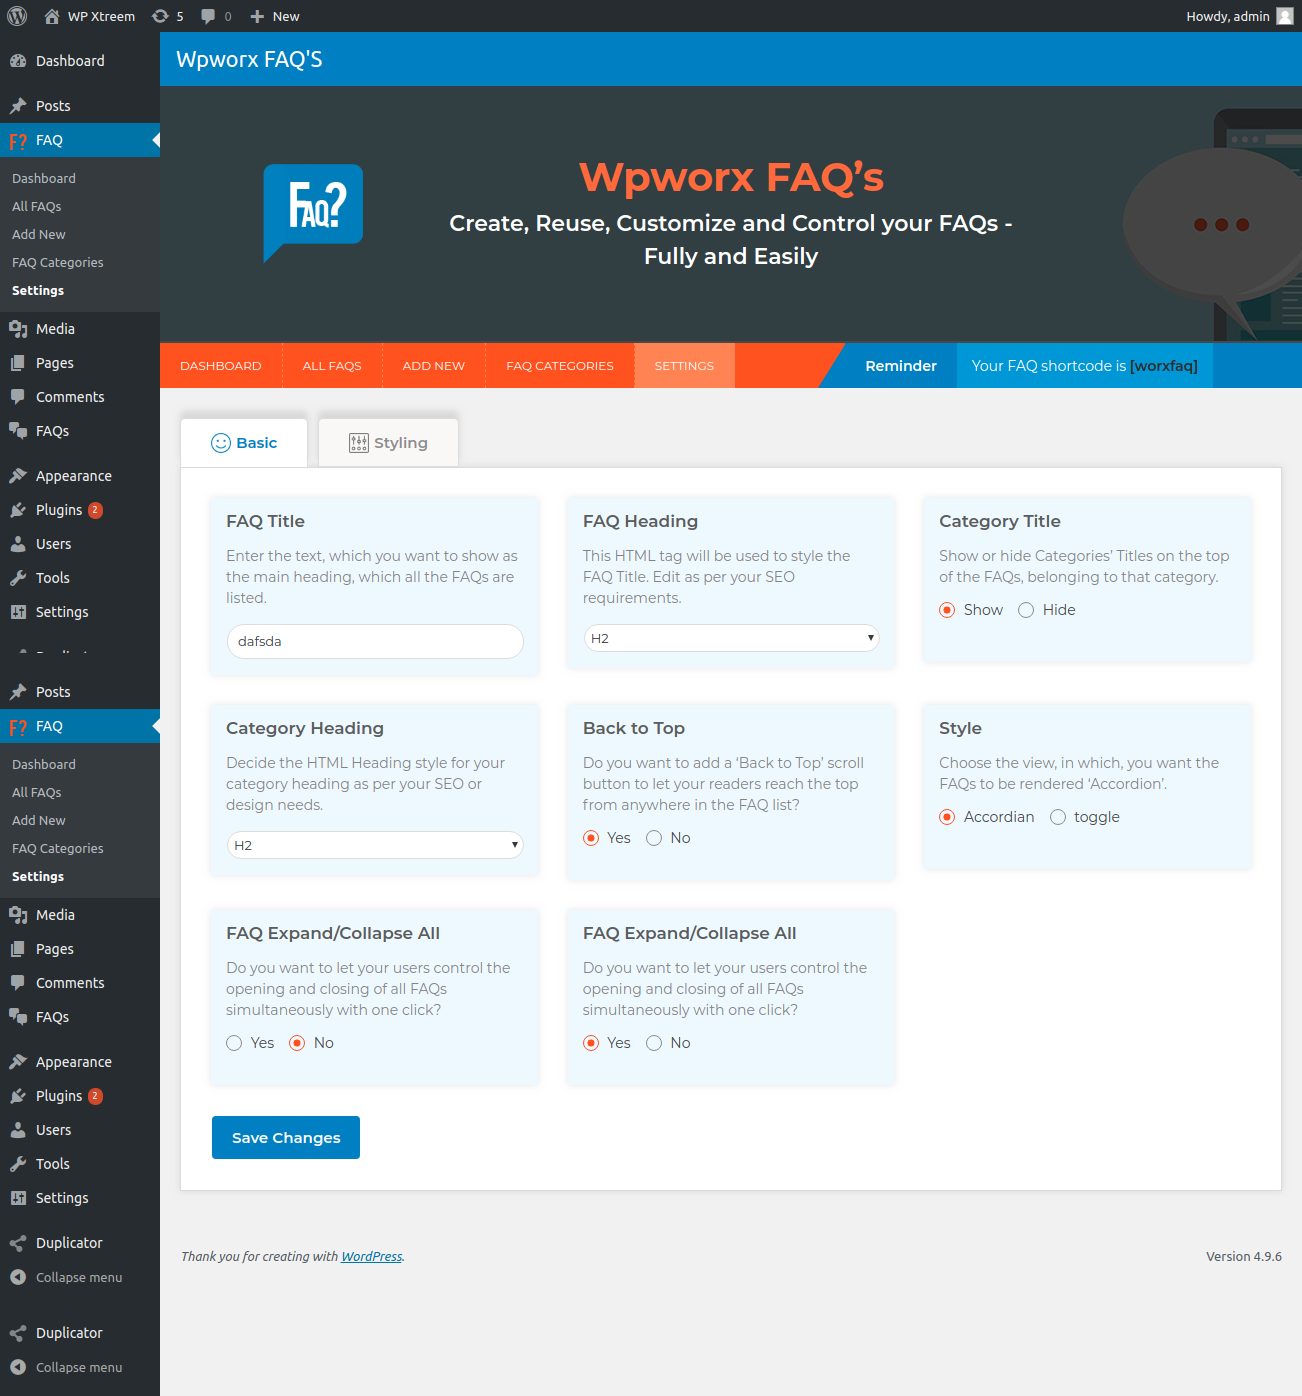 WP Xtreem 5 0 New Howdy, admin
Dashboard
Posts
F? FAQ
Dashboard
All FAQs
Add New
FAQ Categories
Settings
Media
Pages
Comments
FAQs
Appearance
Plugins 2
Users
Tools
Settings
Posts
F? FAQ
Dashboard
All FAQs
Add New
FAQ Categories
Settings
Media
Pages
Comments
FAQs
Appearance
Plugins 2
Users
Tools
Settings
Duplicator
Collapse menu
Duplicator
Collapse menu
Wpworx FAQ'S
FAQ?
Wpworx FAQ’s
Create, Reuse, Customize and Control your FAQs -
Fully and Easily
DASHBOARD ALL FAQS ADD NEW FAQ CATEGORIES SETTINGS Reminder Your FAQ shortcode is [worxfaq]
Basic Styling
FAQ Title
Enter the text, which you want to show as
the main heading, which all the FAQs are
listed.
dafsda
FAQ Heading
This HTML tag will be used to style the
FAQ Title. Edit as per your SEO
requirements.
H2
Category Title
Show or hide Categories’ Titles on the top
of the FAQs, belonging to that category.
Show Hide
Category Heading
Decide the HTML Heading style for your
category heading as per your SEO or
design needs.
H2
Back to Top
Do you want to add a ‘Back to Top’ scroll
button to let your readers reach the top
from anywhere in the FAQ list?
Yes No
Style
Choose the view, in which, you want the
FAQs to be rendered ‘Accordion’.
Accordian toggle
FAQ Expand/Collapse All
Do you want to let your users control the
opening and closing of all FAQs
simultaneously with one click?
Yes No
FAQ Expand/Collapse All
Do you want to let your users control the
opening and closing of all FAQs
simultaneously with one click?
Yes No
Save Changes
Thank you for creating with WordPress. Version 4.9.6